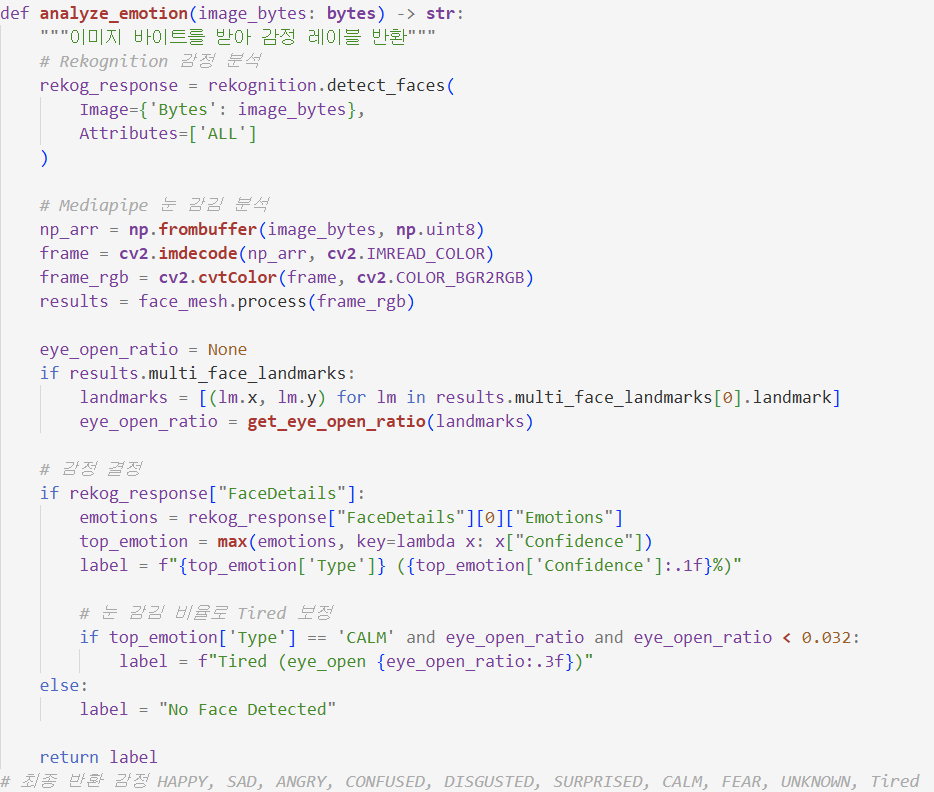 def analyze_emotion(image_bytes: bytes) -> str:
    """이미지 바이트를 받아 감정 레이블 반환"""
    # Rekognition 감정 분석
    rekog_response = rekognition.detect_faces(
        Image={'Bytes': image_bytes},
        Attributes=['ALL']
    )

    # Mediapipe 눈 감김 분석
    np_arr = np.frombuffer(image_bytes, np.uint8)
    frame = cv2.imdecode(np_arr, cv2.IMREAD_COLOR)
    frame_rgb = cv2.cvtColor(frame, cv2.COLOR_BGR2RGB)
    results = face_mesh.process(frame_rgb)

    eye_open_ratio = None
    if results.multi_face_landmarks:
        landmarks = [(lm.x, lm.y) for lm in results.multi_face_landmarks[0].landmark]
        eye_open_ratio = get_eye_open_ratio(landmarks)

    # 감정 결정
    if rekog_response["FaceDetails"]:
        emotions = rekog_response["FaceDetails"][0]["Emotions"]
        top_emotion = max(emotions, key=lambda x: x["Confidence"])
        label = f"{top_emotion['Type']} ({top_emotion['Confidence']:.1f}%)"

        # 눈 감김 비율로 Tired 보정
        if top_emotion['Type'] == 'CALM' and eye_open_ratio and eye_open_ratio < 0.032:
            label = f"Tired (eye_open {eye_open_ratio:.3f})"
    else:
        label = "No Face Detected"

    return label
# 최종 반환 감정 HAPPY, SAD, ANGRY, CONFUSED, DISGUSTED, SURPRISED, CALM, FEAR, UNKNOWN, Tired